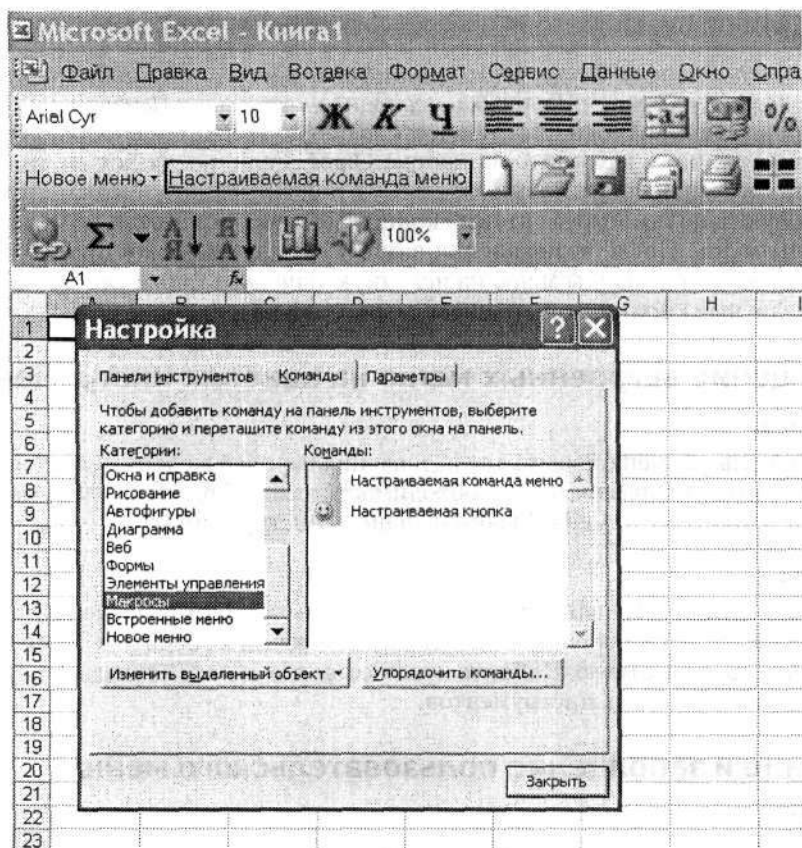 Microsoft Excel - Книга1
Файл Правка Вид Вставка Формат Сервис Данные Окно Спра
Arial Cyr 10 Ж К Ч %
Новое меню Настраиваемая команда меню
Σ А Я Я А 100%
A1 fx
A B C D E F G H I
1
Настройка
2
3
Панели инструментов Команды Параметры
4
Чтобы добавить команду на панель инструментов, выберите
5
категорию и перетащите команду из этого окна на панель.
6
Категории: Команды:
7
Окна и справка Настраиваемая команда меню
8
Рисование
9
Автофигуры Настраиваемая кнопка
10
Диаграмма
Веб
11
Формы
12
Элементы управления
13
Макросы
14
Встроенные меню
Новое меню
15
16
Изменить выделенный объект Упорядочить команды...
17
18
19
20
21
Закрыть
22
23